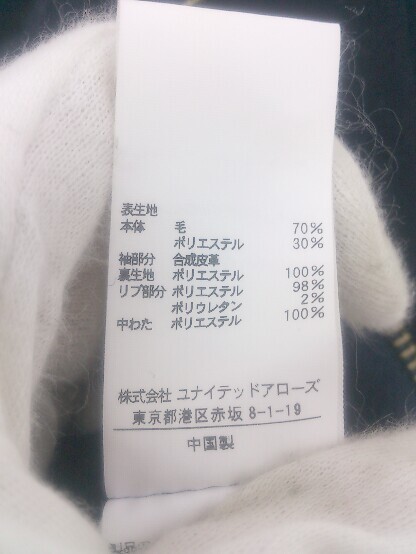 表生地
本体 毛 70%
ポリエステル 30%
袖部分 合成皮革
裏生地 ポリエステル 100%
リブ部分 ポリエステル 98%
ポリウレタン 2%
中わた ポリエステル 100%
株式会社 ユナイテッドアローズ
東京都港区赤坂 8-1-19
中国製